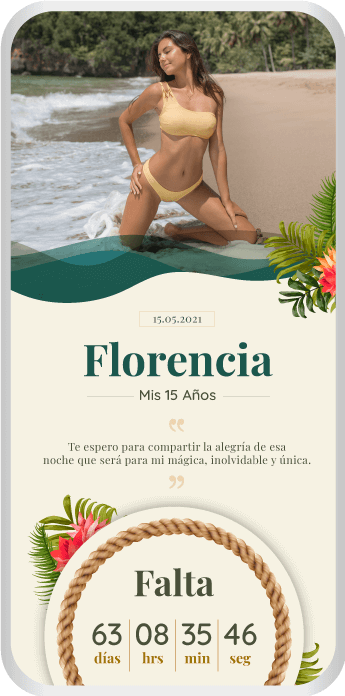 15.05.2021
Florencia
Mis 15 Años
“
Te espero para compartir la alegría de esa
noche que será para mi mágica, inolvidable y única.
”
Falta
63 08 35 46
días hrs min seg